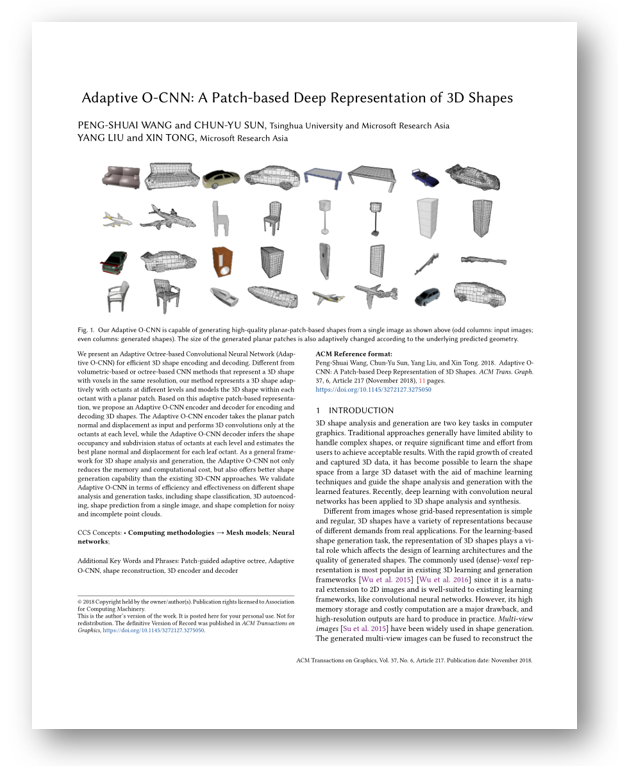 Adaptive O-CNN: A Patch-based Deep Representation of 3D Shapes
PENG-SHUAI WANG and CHUN-YU SUN, Tsinghua University and Microsoft Research Asia
YANG LIU and XIN TONG, Microsoft Research Asia
Fig. 1. Our Adaptive O-CNN is capable of generating high-quality planar-patch-based shapes from a single image as shown above (odd columns: input images;
even columns: generated shapes). The size of the generated planar patches is also adaptively changed according to the underlying predicted geometry.
We present an Adaptive Octree-based Convolutional Neural Network (Adap-
tive O-CNN) for efficient 3D shape encoding and decoding. Different from
volumetric-based or octree-based CNN methods that represent a 3D shape
with voxels in the same resolution, our method represents a 3D shape adap-
tively with octants at different levels and models the 3D shape within each
octant with a planar patch. Based on this adaptive patch-based representa-
tion, we propose an Adaptive O-CNN encoder and decoder for encoding and
decoding 3D shapes. The Adaptive O-CNN encoder takes the planar patch
normal and displacement as input and performs 3D convolutions only at the
octants at each level, while the Adaptive O-CNN decoder infers the shape
occupancy and subdivision status of octants at each level and estimates the
best plane normal and displacement for each leaf octant. As a general frame-
work for 3D shape analysis and generation, the Adaptive O-CNN not only
reduces the memory and computational cost, but also offers better shape
generation capability than the existing 3D-CNN approaches. We validate
Adaptive O-CNN in terms of efficiency and effectiveness on different shape
analysis and generation tasks, including shape classification, 3D autoencod-
ing, shape prediction from a single image, and shape completion for noisy
and incomplete point clouds.
CCS Concepts: • Computing methodologies → Mesh models; Neural
networks;
Additional Key Words and Phrases: Patch-guided adaptive octree, Adaptive
O-CNN, shape reconstruction, 3D encoder and decoder
© 2018 Copyright held by the owner/author(s). Publication rights licensed to Association
for Computing Machinery.
This is the author's version of the work. It is posted here for your personal use. Not for
redistribution. The definitive Version of Record was published in ACM Transactions on
Graphics, https://doi.org/10.1145/3272127.3275050.
ACM Reference format:
Peng-Shuai Wang, Chun-Yu Sun, Yang Liu, and Xin Tong. 2018. Adaptive O-
CNN: A Patch-based Deep Representation of 3D Shapes. ACM Trans. Graph.
37, 6, Article 217 (November 2018), 11 pages.
https://doi.org/10.1145/3272127.3275050
1 INTRODUCTION
3D shape analysis and generation are two key tasks in computer
graphics. Traditional approaches generally have limited ability to
handle complex shapes, or require significant time and effort from
users to achieve acceptable results. With the rapid growth of created
and captured 3D data, it has become possible to learn the shape
space from a large 3D dataset with the aid of machine learning
techniques and guide the shape analysis and generation with the
learned features. Recently, deep learning with convolution neural
networks has been applied to 3D shape analysis and synthesis.
Different from images whose grid-based representation is simple
and regular, 3D shapes have a variety of representations because
of different demands from real applications. For the learning-based
shape generation task, the representation of 3D shapes plays a vi-
tal role which affects the design of learning architectures and the
quality of generated shapes. The commonly used (dense)-voxel rep-
resentation is most popular in existing 3D learning and generation
frameworks [Wu et al. 2015] [Wu et al. 2016] since it is a natu-
ral extension to 2D images and is well-suited to existing learning
frameworks, like convolutional neural networks. However, its high
memory storage and costly computation are a major drawback, and
high-resolution outputs are hard to produce in practice. Multi-view
images [Su et al. 2015] have been widely used in shape generation.
The generated multi-view images can be fused to reconstruct the
ACM Transactions on Graphics, Vol. 37, No. 6, Article 217. Publication date: November 2018.